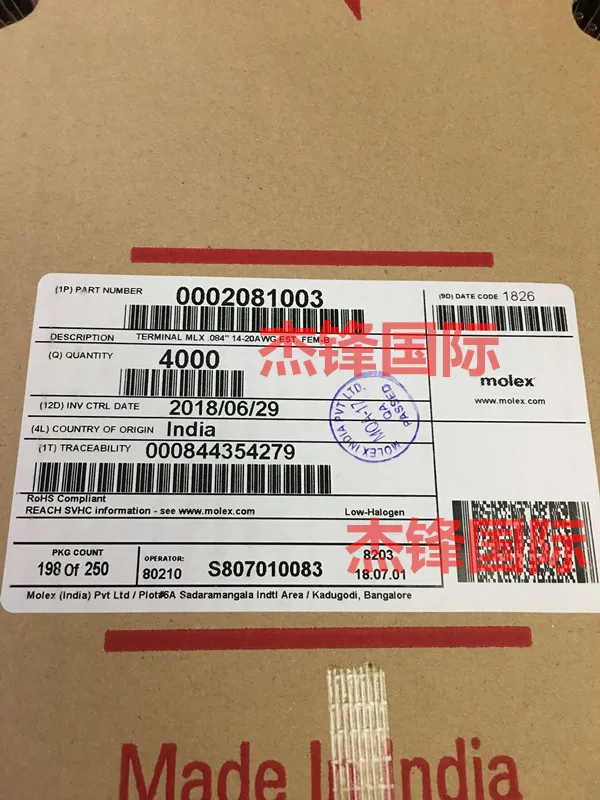 (1P) PART NUMBER 0002081003
(9D) DATE CODE 1826
DESCRIPTION TERMINAL MLX .084" 14-20AWG EST. FEM-B
杰锋国际
(Q) QUANTITY 4000
molex
www.molex.com
(12D) INV CTRL DATE 2018/06/29
MOLEX INDIA PVT LTD.
MQ4-17
QA
PASSED
(4L) COUNTRY OF ORIGIN India
(1T) TRACEABILITY 000844354279
RoHS Compliant
REACH SVHC information - see www.molex.com Low-Halogen
杰锋国际
PKG COUNT
198 Of 250
OPERATOR:
80210
S807010083
8203
18.07.01
Molex (India) Pvt Ltd / Plot#6A Sadaramangala Indtl Area / Kadugodi, Bangalore
Made In India